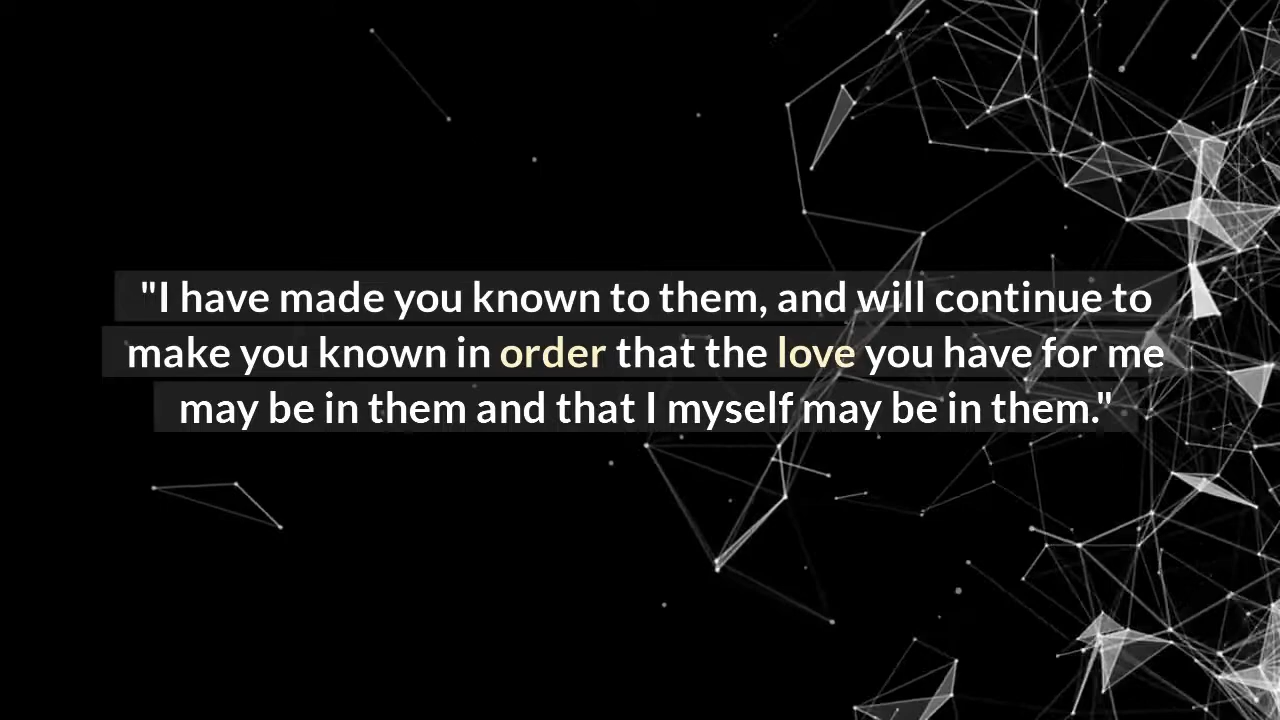 "I have made you known to them, and will continue to
make you known in order that the love you have for me
may be in them and that I myself may be in them."